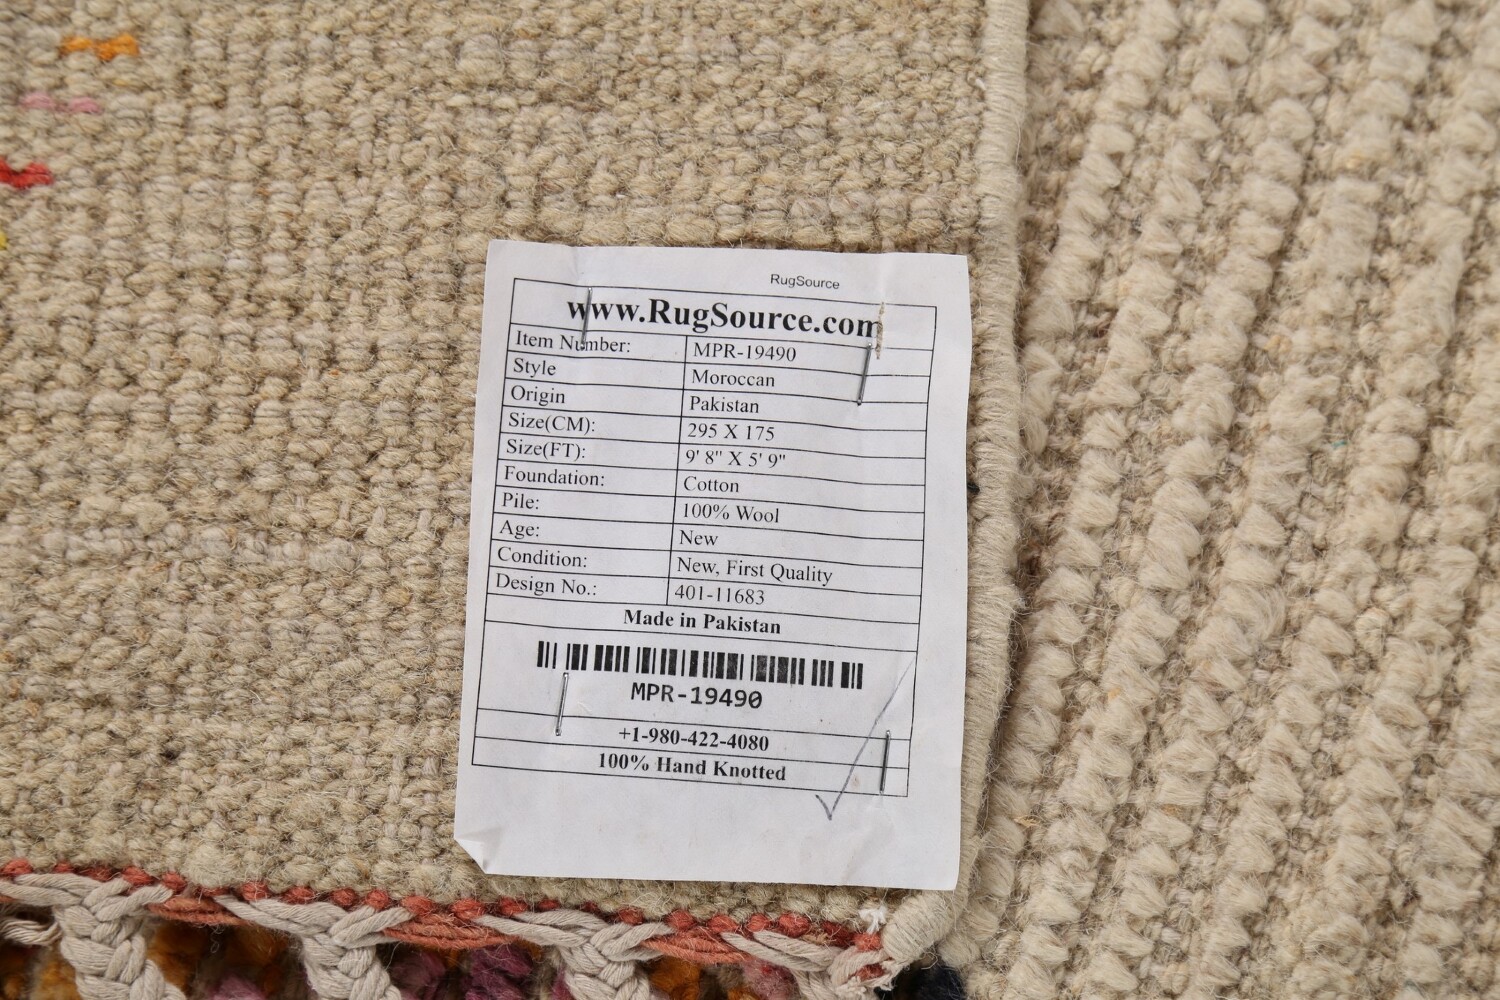 RugSource
www.RugSource.com
Item Number: MPR-19490
Style Moroccan
Origin Pakistan
Size(CM): 295 X 175
Size(FT): 9' 8" X 5' 9"
Foundation: Cotton
Pile: 100% Wool
Age: New
Condition: New, First Quality
Design No.: 401-11683
Made in Pakistan
MPR-19490
+1-980-422-4080
100% Hand Knotted